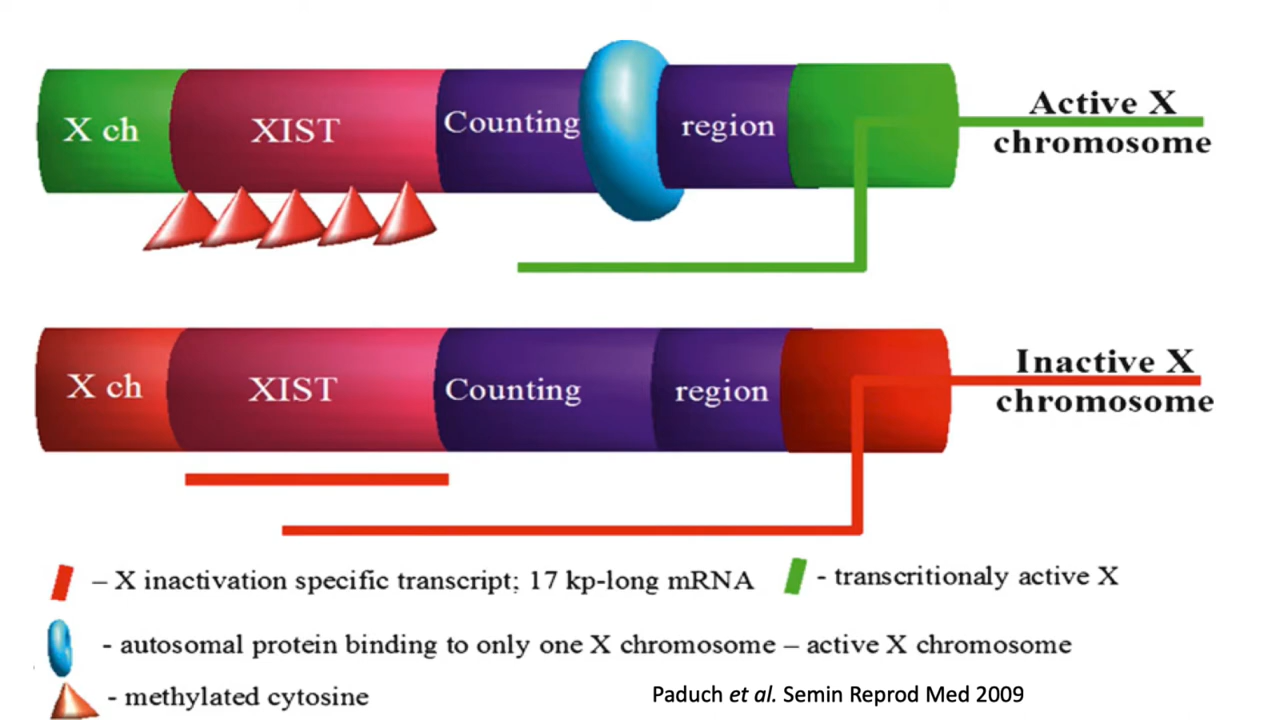 X ch XIST Counting region
Active X
chromosome
X ch XIST Counting region
Inactive X
chromosome
– X inactivation specific transcript; 17 kp-long mRNA
- transcritionaly active X
- autosomal protein binding to only one X chromosome – active X chromosome
- methylated cytosine
Paduch et al. Semin Reprod Med 2009